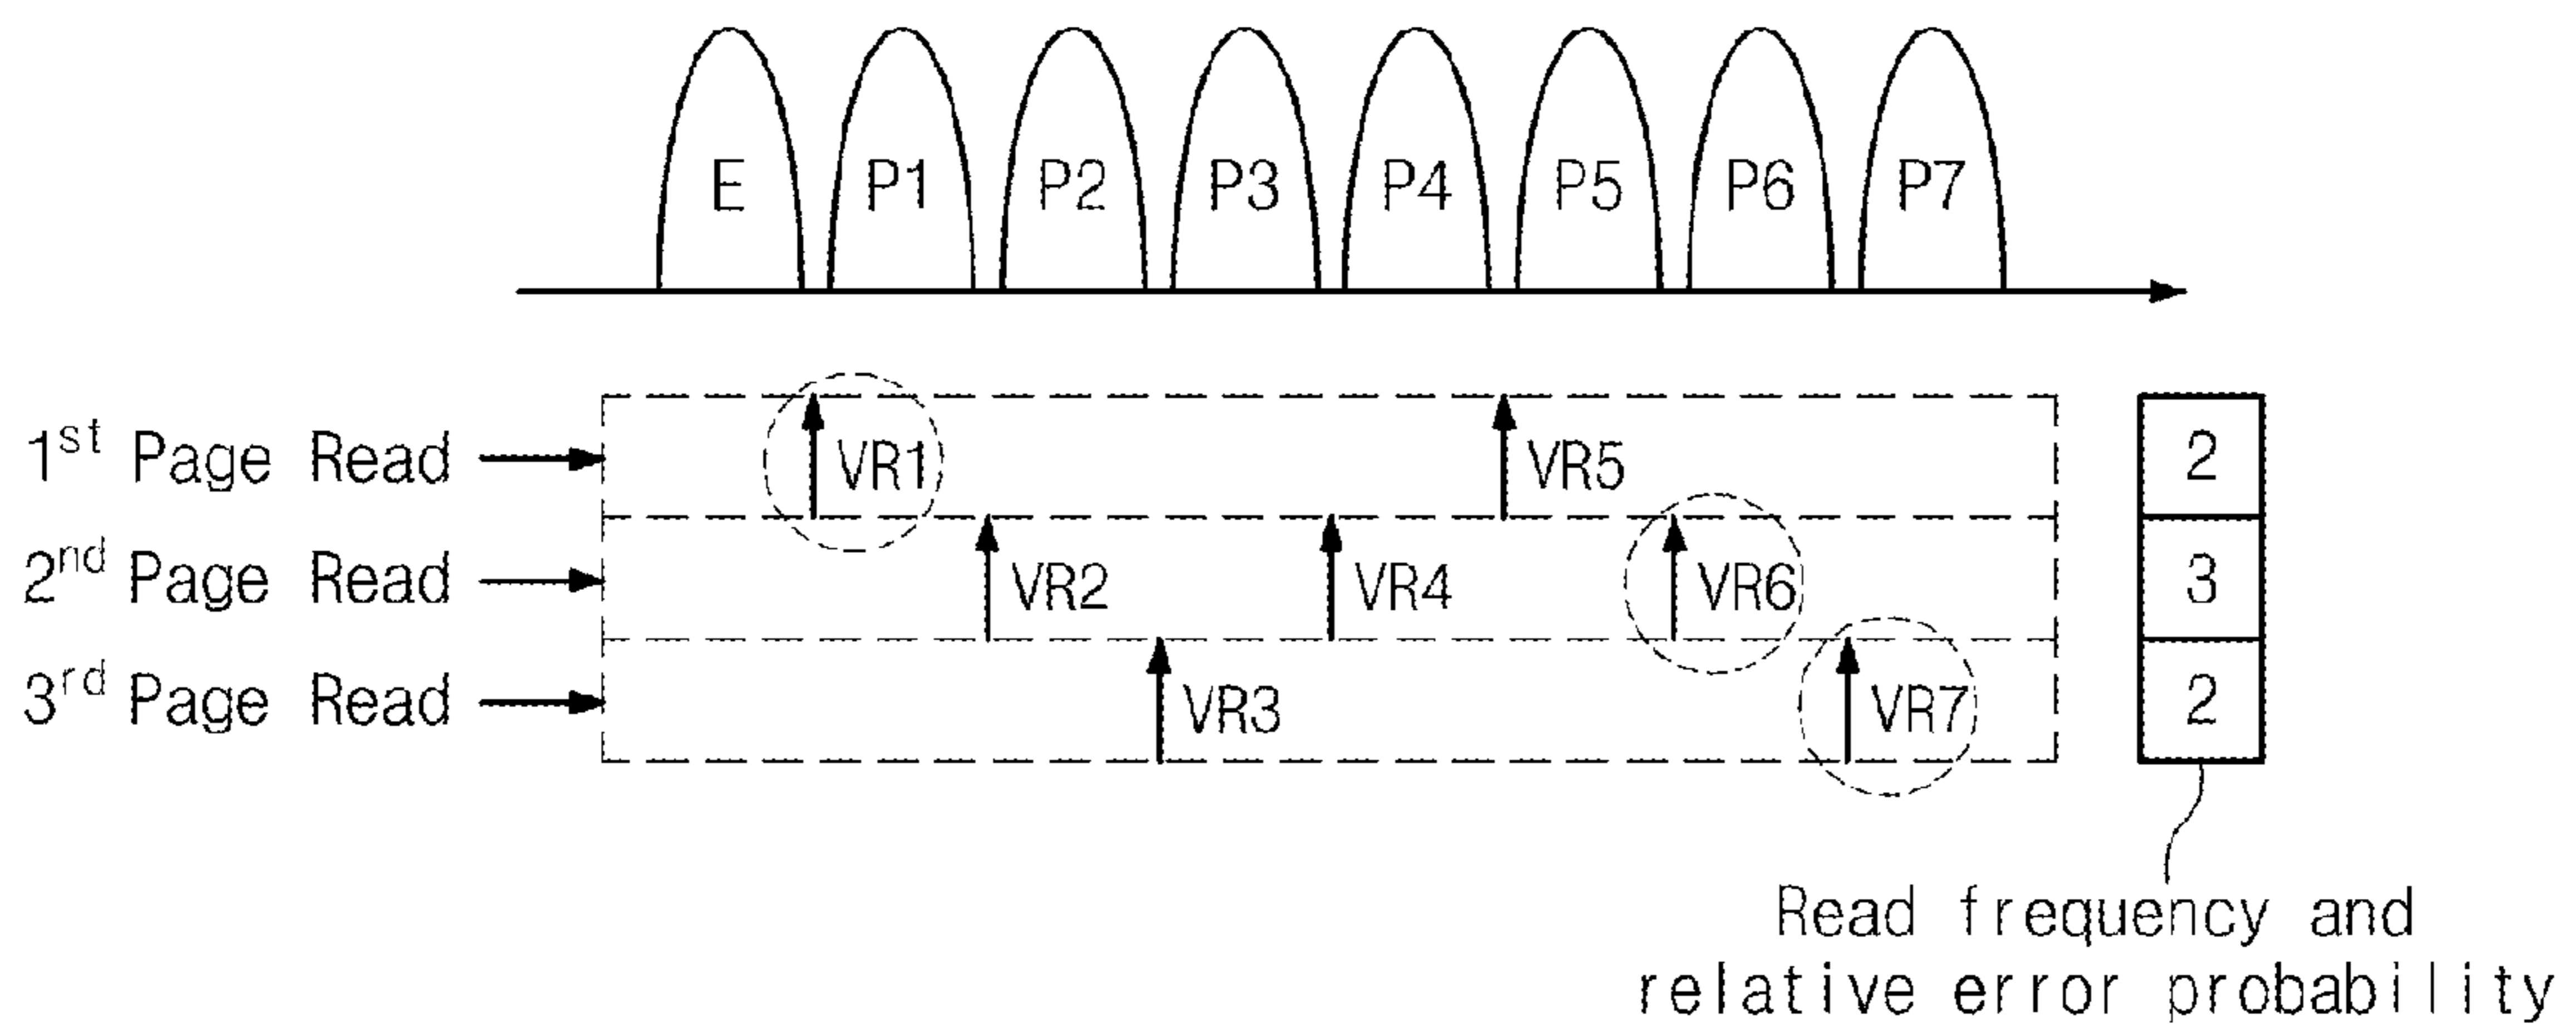 E P1 P2 P3 P4 P5 P6 P7
1st Page Read VR1 VR5 2
2nd Page Read VR2 VR4 VR6 3
3rd Page Read VR3 VR7 2
Read frequency and
relative error probability